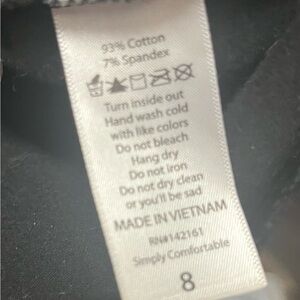 93% Cotton
7% Spandex
Turn inside out
Hand wash cold
with like colors
Do not bleach
Hang dry
Do not iron
Do not dry clean
or you'll be sad
MADE IN VIETNAM
RN#142161
Simply Comfortable
8